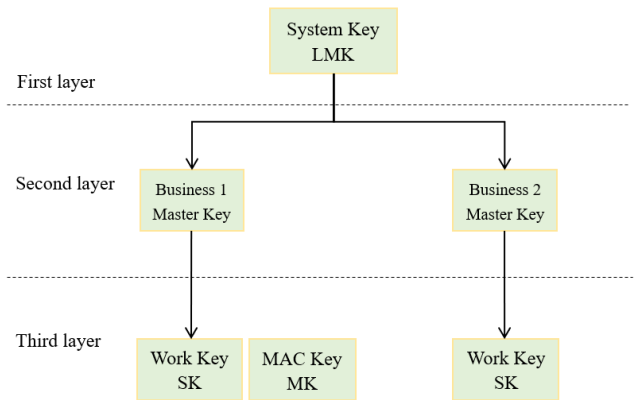 System Key
LMK
First layer
Second layer
Business 1
Master Key
Business 2
Master Key
Third layer
Work Key
SK
MAC Key
MK
Work Key
SK